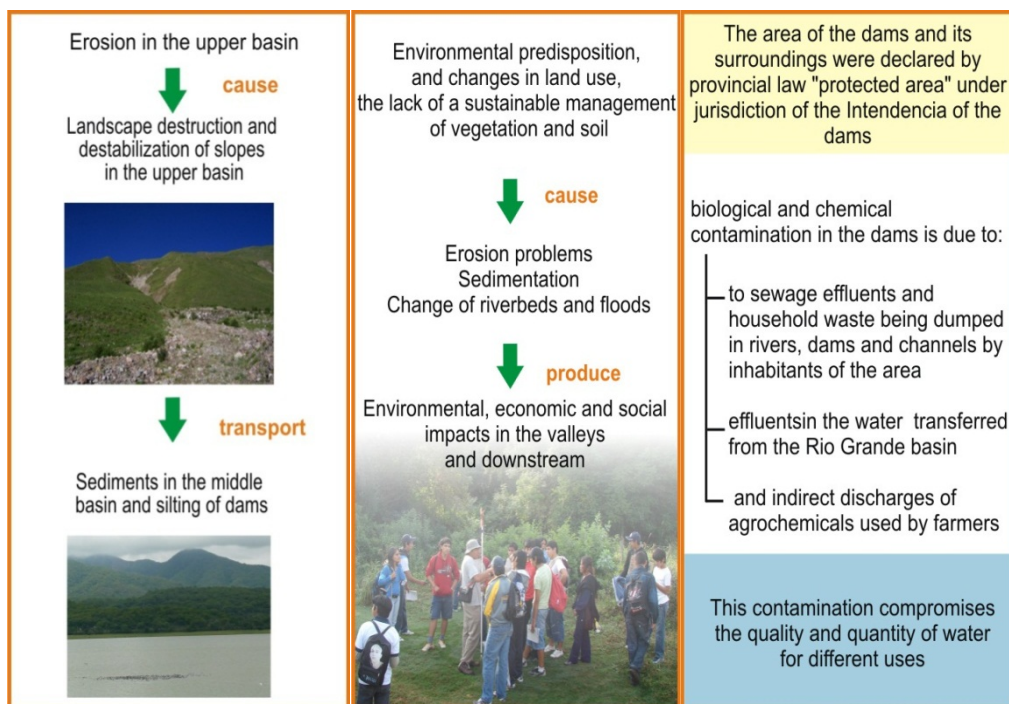 Erosion in the upper basin
cause
Landscape destruction and
destabilization of slopes
in the upper basin
transport
Sediments in the middle
basin and silting of dams
Environmental predisposition,
and changes in land use,
the lack of a sustainable management
of vegetation and soil
cause
Erosion problems
Sedimentation
Change of riverbeds and floods
produce
Environmental, economic and social
impacts in the valleys
and downstream
The area of the dams and its
surroundings were declared by
provincial law "protected area" under
jurisdiction of the Intendencia of the
dams
biological and chemical
contamination in the dams is due to:
to sewage effluents and
household waste being dumped
in rivers, dams and channels by
inhabitants of the area
effluentsin the water transferred
from the Rio Grande basin
and indirect discharges of
agrochemicals used by farmers
This contamination compromises
the quality and quantity of water
for different uses